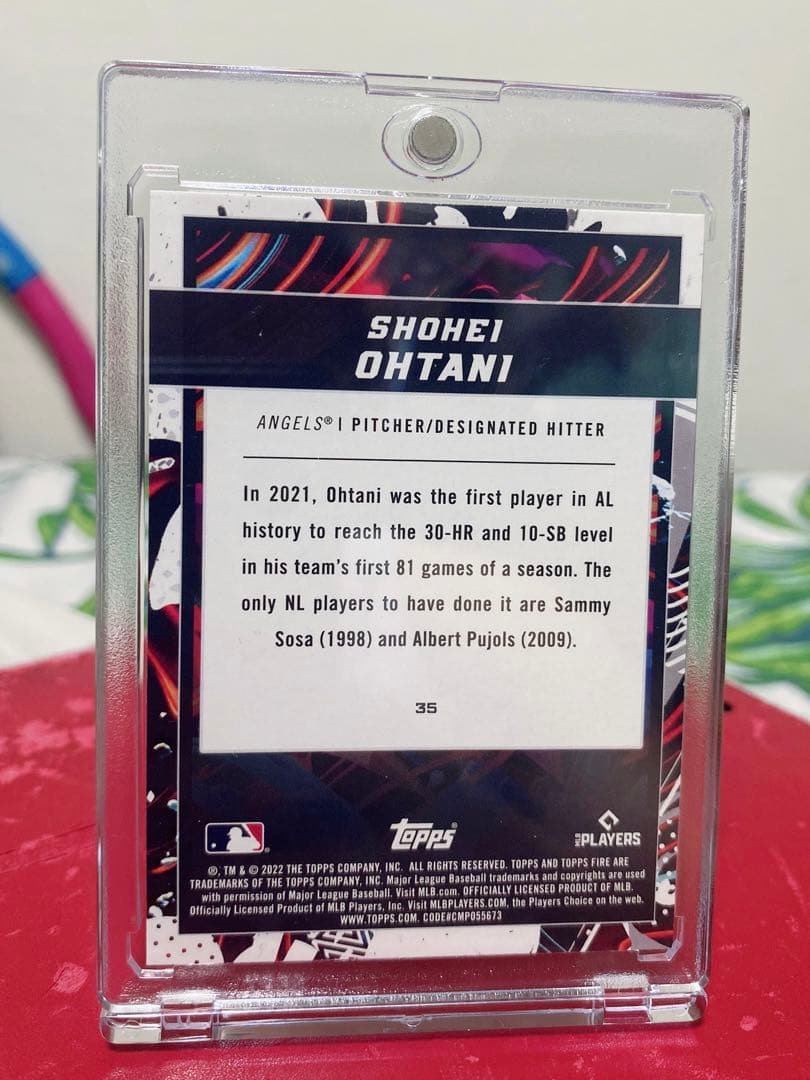 SHOHEI
OHTANI
ANGELS® | PITCHER/DESIGNATED HITTER
In 2021, Ohtani was the first player in AL
history to reach the 30-HR and 10-SB level
in his team's first 81 games of a season. The
only NL players to have done it are Sammy
Sosa (1998) and Albert Pujols (2009).
35
topps®
MLB PLAYERS
®, TM & © 2022 THE TOPPS COMPANY, INC. ALL RIGHTS RESERVED. TOPPS AND TOPPS FIRE ARE
TRADEMARKS OF THE TOPPS COMPANY, INC. Major League Baseball trademarks and copyrights are used
with permission of Major League Baseball. Visit MLB.com. OFFICIALLY LICENSED PRODUCT OF MLB.
Officially Licensed Product of MLB Players, Inc. Visit MLBPLAYERS.COM, the Players Choice on the web.
WWW.TOPPS.COM. CODE#CMP055673